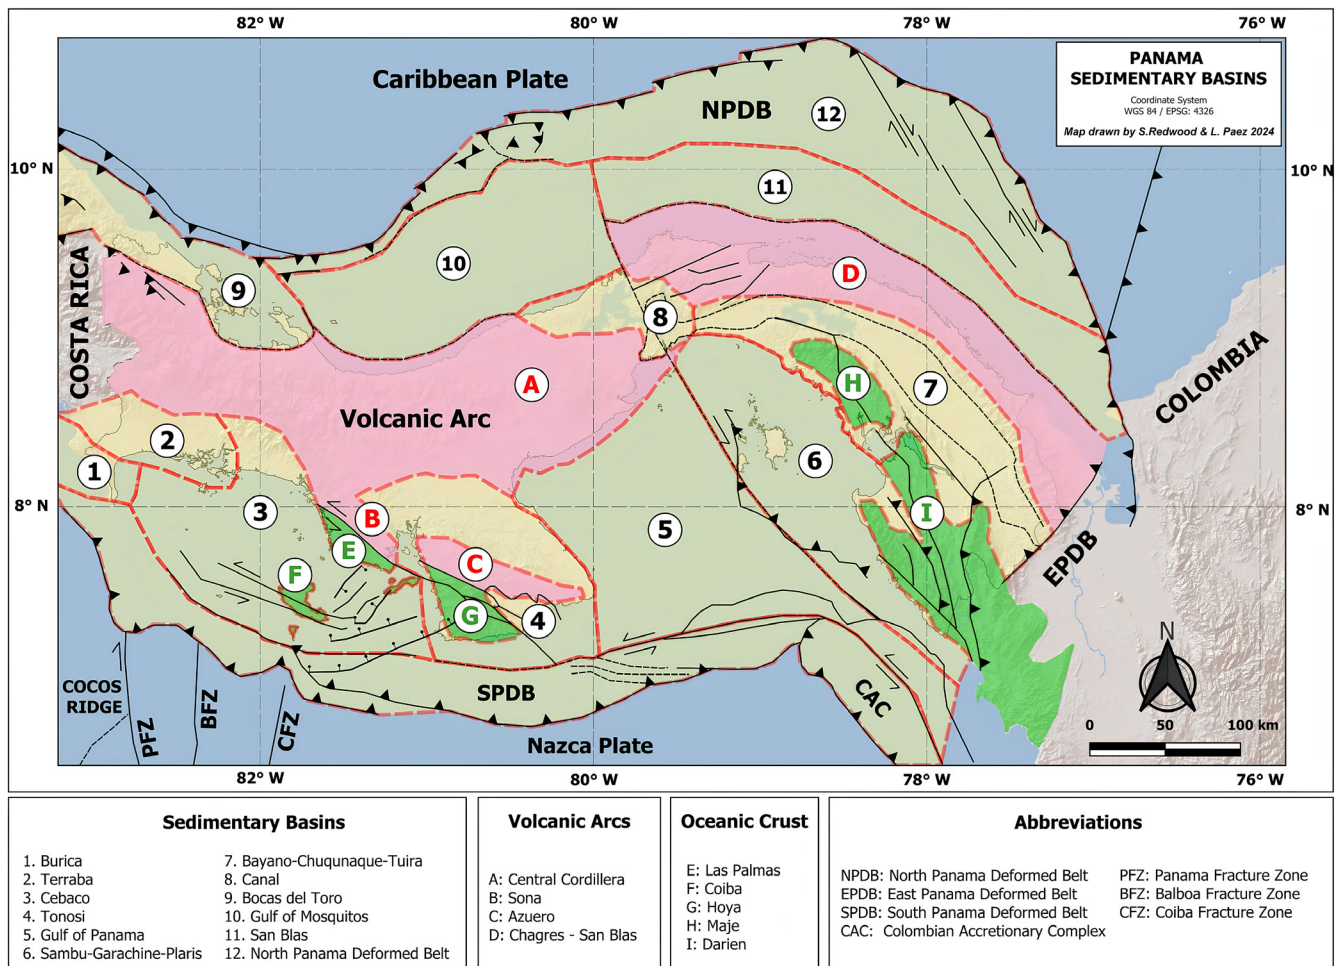 82° W
80° W
78° W
76° W
PANAMA
SEDIMENTARY BASINS
Coordinate System
WGS 84 / EPSG: 4326
Map drawn by S.Redwood & L. Paez 2024
Caribbean Plate
NPDB
12
10° N
10° N
11
10
D
COSTA RICA
9
8
COLOMBIA
A
H
7
Volcanic Arc
2
1
6
3
B
I
8° N
8° N
5
E
C
EPDB
F
G
4
N
COCOS
RIDGE
SPDB
CAC
PFZ
BFZ
CFZ
Nazca Plate
0
50
100 km
82° W
80° W
78° W
76° W
Sedimentary Basins
1. Burica
2. Terraba
3. Cebaco
4. Tonosi
5. Gulf of Panama
6. Sambu-Garachine-Plaris
7. Bayano-Chuqunaque-Tuira
8. Canal
9. Bocas del Toro
10. Gulf of Mosquitos
11. San Blas
12. North Panama Deformed Belt
Volcanic Arcs
A: Central Cordillera
B: Sona
C: Azuero
D: Chagres - San Blas
Oceanic Crust
E: Las Palmas
F: Coiba
G: Hoya
H: Maje
I: Darien
Abbreviations
NPDB: North Panama Deformed Belt
EPDB: East Panama Deformed Belt
SPDB: South Panama Deformed Belt
CAC: Colombian Accretionary Complex
PFZ: Panama Fracture Zone
BFZ: Balboa Fracture Zone
CFZ: Coiba Fracture Zone